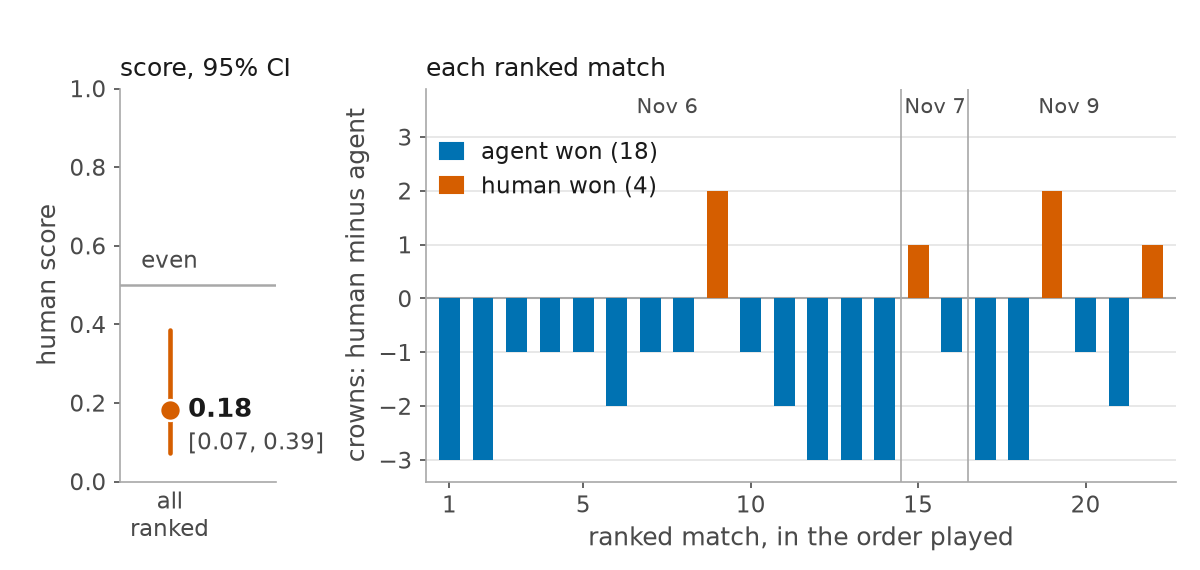 score, 95% CI
1.0
0.8
0.6
0.4
0.2
0.0
human score
even
0.18
[0.07, 0.39]
all
ranked
each ranked match
Nov 6
Nov 7
Nov 9
agent won (18)
human won (4)
3
2
1
0
−1
−2
−3
crowns: human minus agent
1
5
10
15
20
ranked match, in the order played